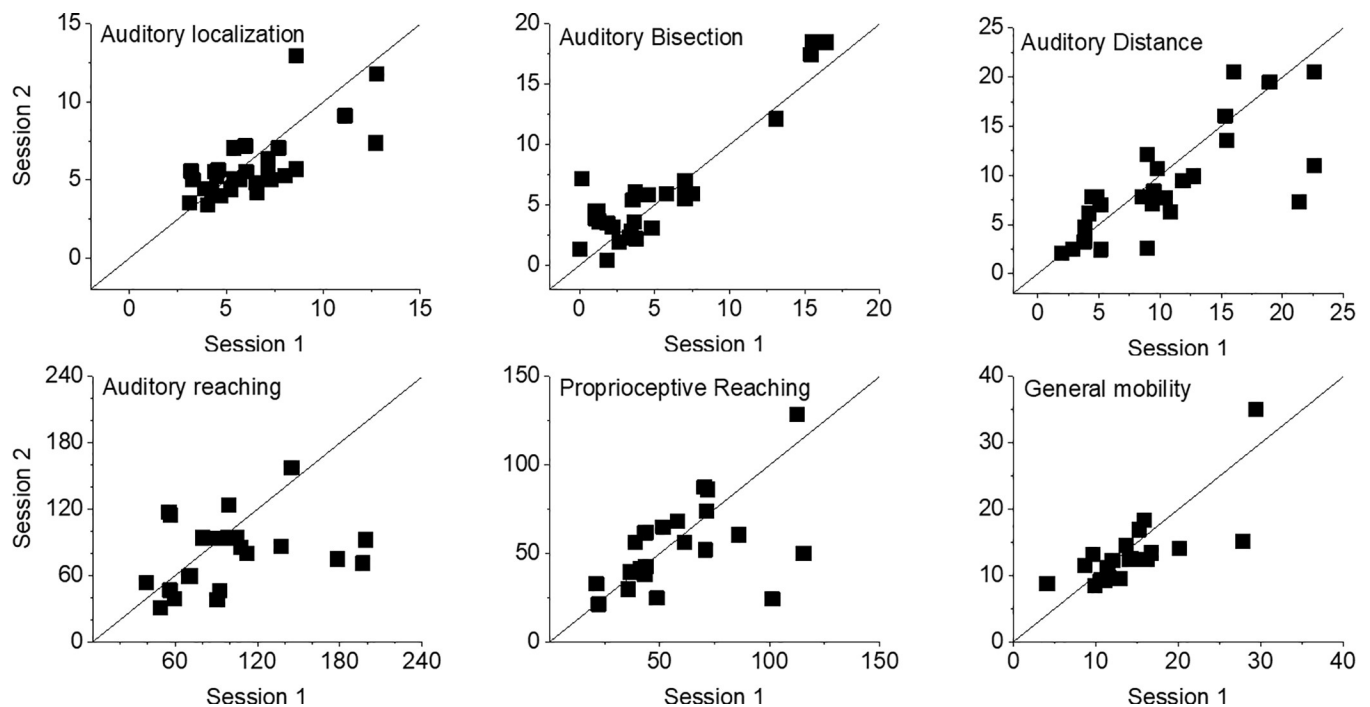 Auditory localization
15
10
5
0
Session 2
0 5 10 15
Session 1
Auditory Bisection
20
15
10
5
0
0 5 10 15 20
Session 1
Auditory Distance
25
20
15
10
5
0
0 5 10 15 20 25
Session 1
Auditory reaching
240
180
120
60
0
Session 2
60 120 180 240
Session 1
Proprioceptive Reaching
150
100
50
0
50 100 150
Session 1
General mobility
40
30
20
10
0
0 10 20 30 40
Session 1